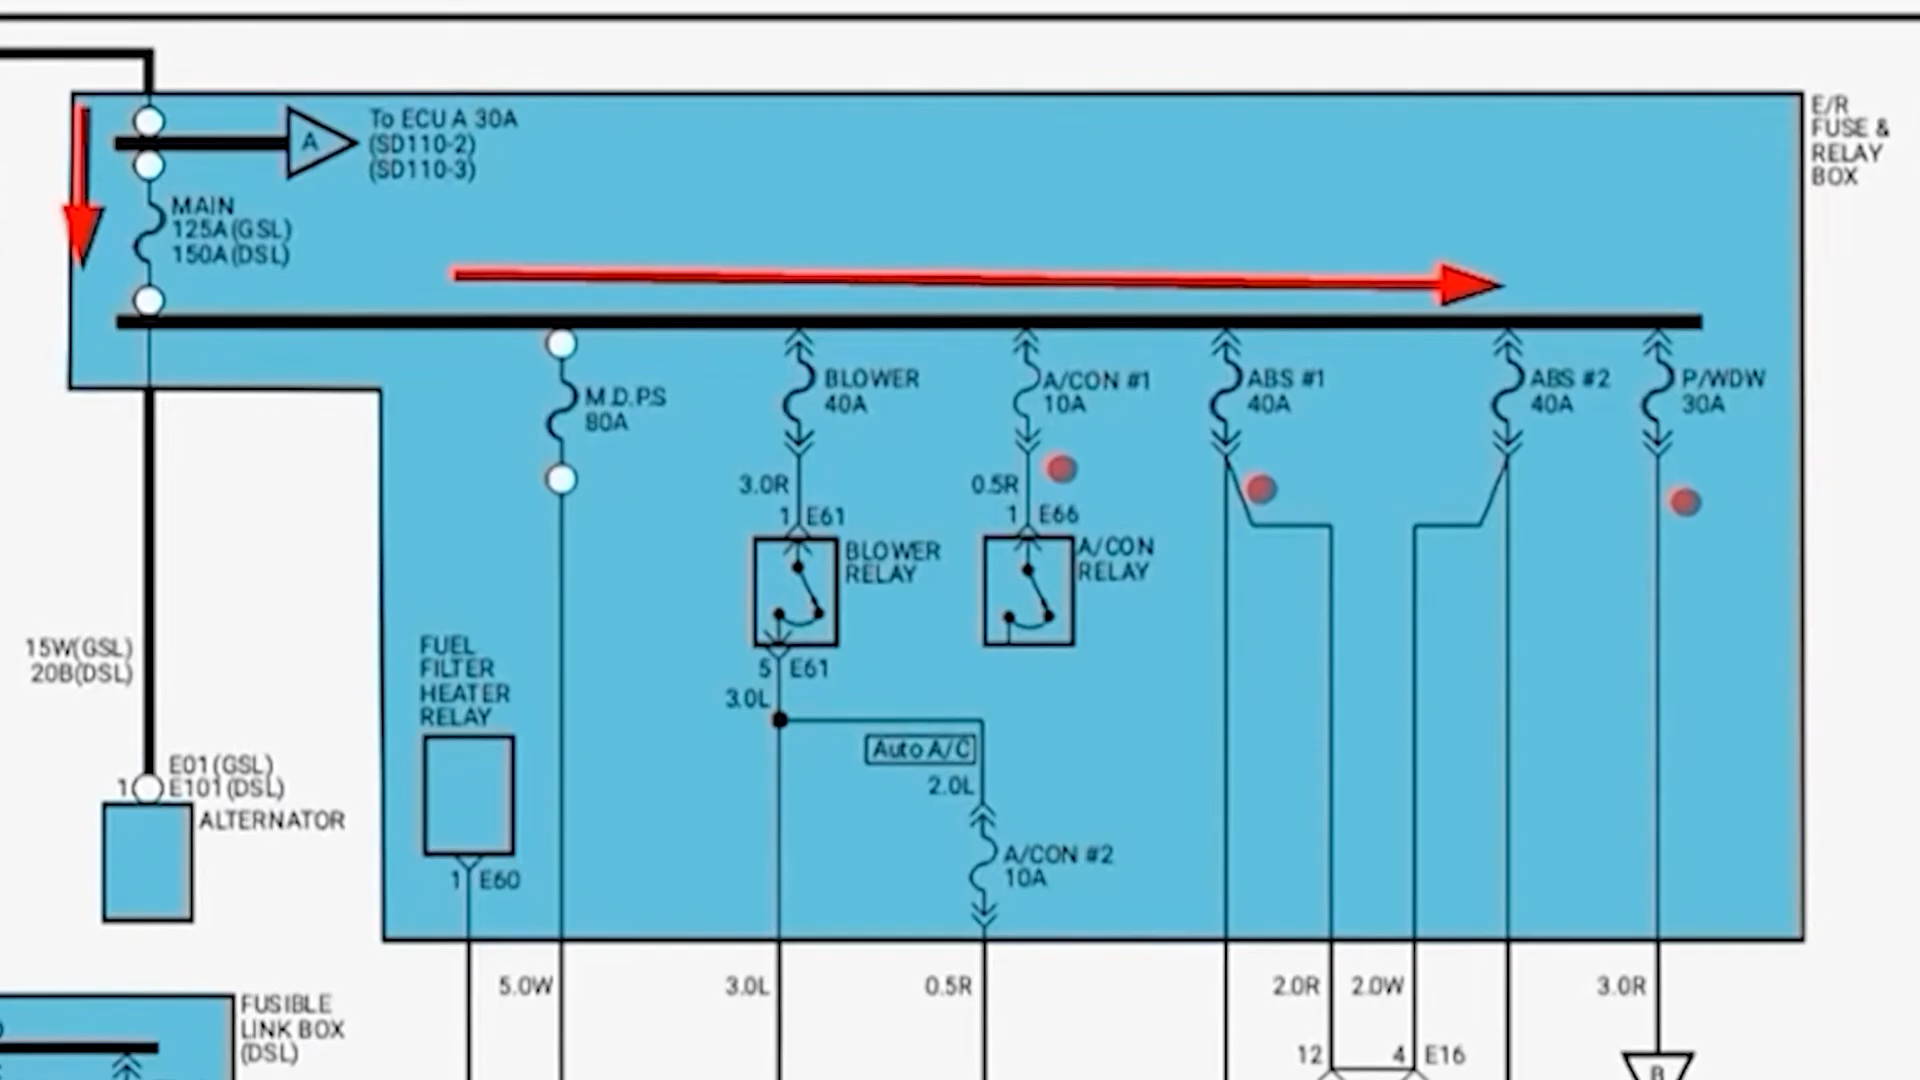 E/R
FUSE &
RELAY
BOX
To ECU A 30A
(SD110-2)
(SD110-3)
A
MAIN
125A(GSL)
150A(DSL)
M.D.P.S
80A
BLOWER
40A
A/CON #1
10A
ABS #1
40A
ABS #2
40A
P/WDW
30A
3.0R
1 E61
0.5R
1 E66
BLOWER
RELAY
A/CON
RELAY
5 E61
3.0L
Auto A/C
2.0L
A/CON #2
10A
FUEL
FILTER
HEATER
RELAY
1 E60
15W(GSL)
20B(DSL)
E01(GSL)
1 E101(DSL)
ALTERNATOR
5.0W
3.0L
0.5R
2.0R
2.0W
3.0R
FUSIBLE
LINK BOX
(DSL)
12
4 E16
B